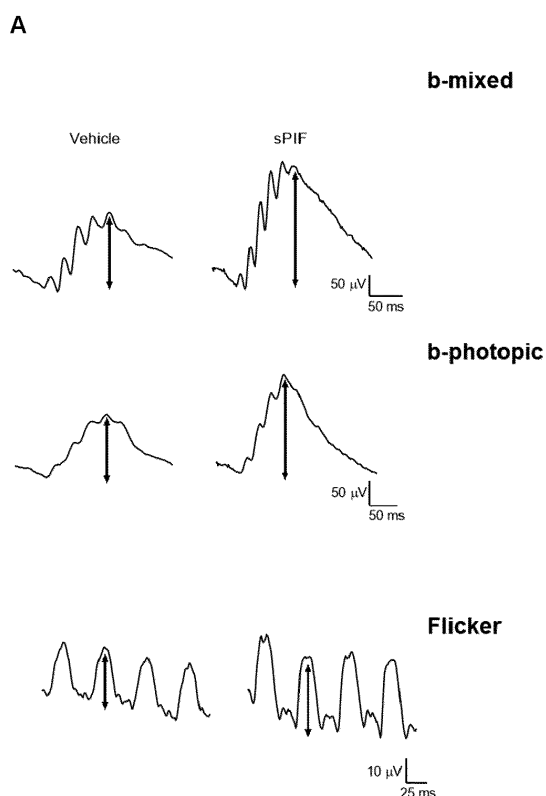 A
b-mixed
Vehicle
sPIF
50 µV
50 ms
b-photopic
50 µV
50 ms
Flicker
10 µV
25 ms